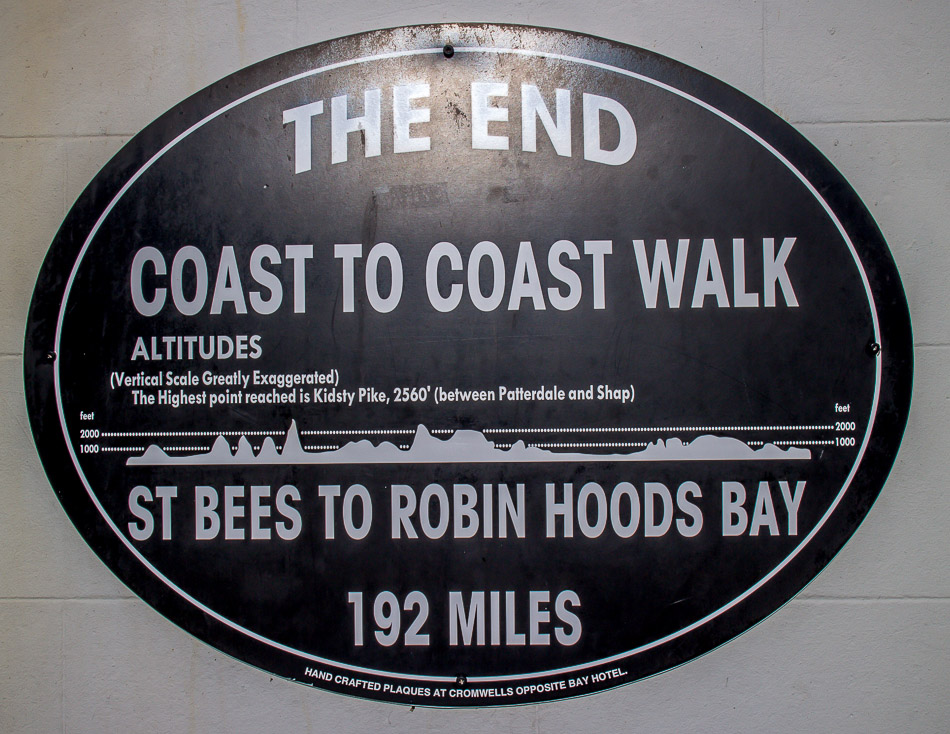 THE END
COAST TO COAST WALK
ALTITUDES
(Vertical Scale Greatly Exaggerated)
The Highest point reached is Kidsty Pike, 2560' (between Patterdale and Shap)
feet feet
2000 2000
1000 1000
ST BEES TO ROBIN HOODS BAY
192 MILES
HAND CRAFTED PLAQUES AT CROMWELLS OPPOSITE BAY HOTEL.